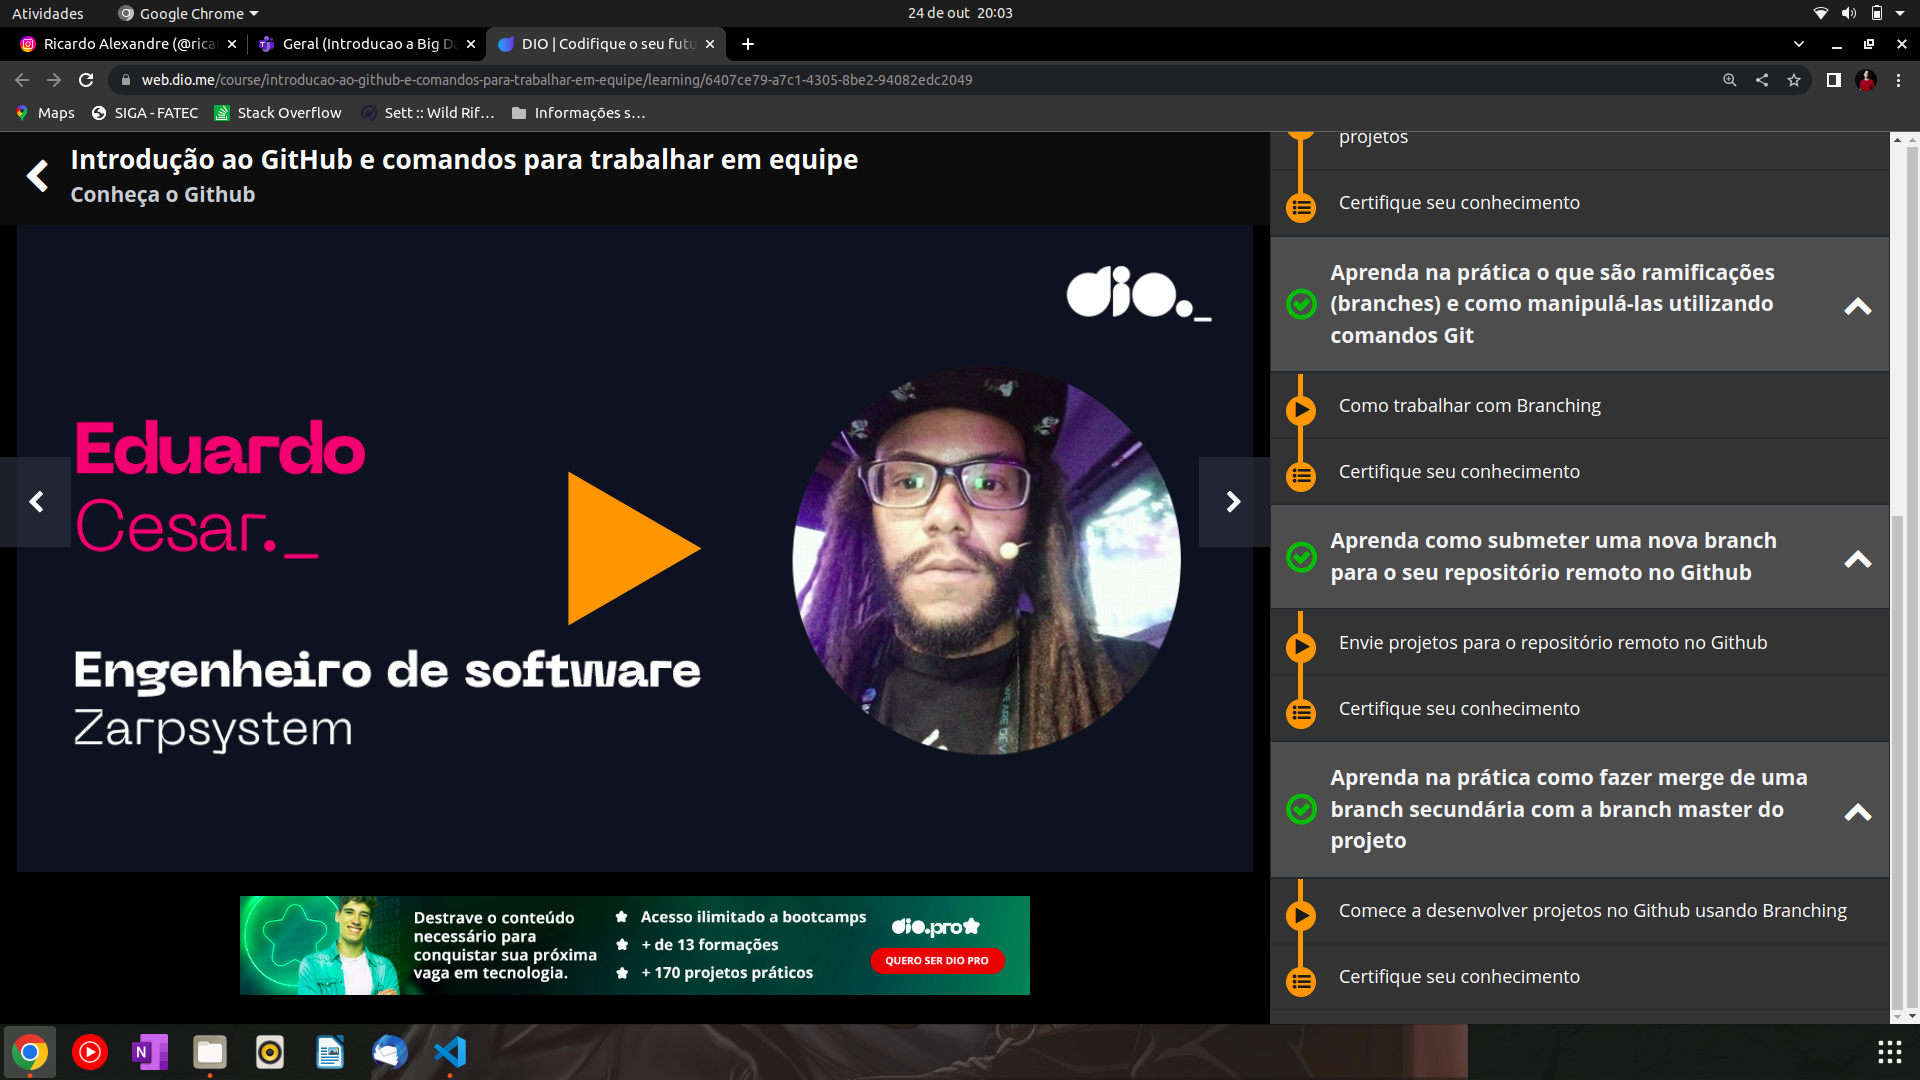 Atividades
Google Chrome
24 de out 20:03
Ricardo Alexandre (@rica
Geral (Introducao a Big Da
DIO | Codifique o seu futu
web.dio.me/course/introducao-ao-github-e-comandos-para-trabalhar-em-equipe/learning/6407ce79-a7c1-4305-8be2-94082edc2049
Maps
SIGA - FATEC
Stack Overflow
Sett :: Wild Rif...
Informações s...
Introdução ao GitHub e comandos para trabalhar em equipe
Conheça o Github
dio._
Eduardo
Cesar._
Engenheiro de software
Zarpsystem
WE ARE DEV
Destrave o conteúdo
necessário para
conquistar sua próxima
vaga em tecnologia.
Acesso ilimitado a bootcamps
+ de 13 formações
+ 170 projetos práticos
dio.pro
QUERO SER DIO PRO
projetos
Certifique seu conhecimento
Aprenda na prática o que são ramificações
(branches) e como manipulá-las utilizando
comandos Git
Como trabalhar com Branching
Certifique seu conhecimento
Aprenda como submeter uma nova branch
para o seu repositório remoto no Github
Envie projetos para o repositório remoto no Github
Certifique seu conhecimento
Aprenda na prática como fazer merge de uma
branch secundária com a branch master do
projeto
Comece a desenvolver projetos no Github usando Branching
Certifique seu conhecimento
N